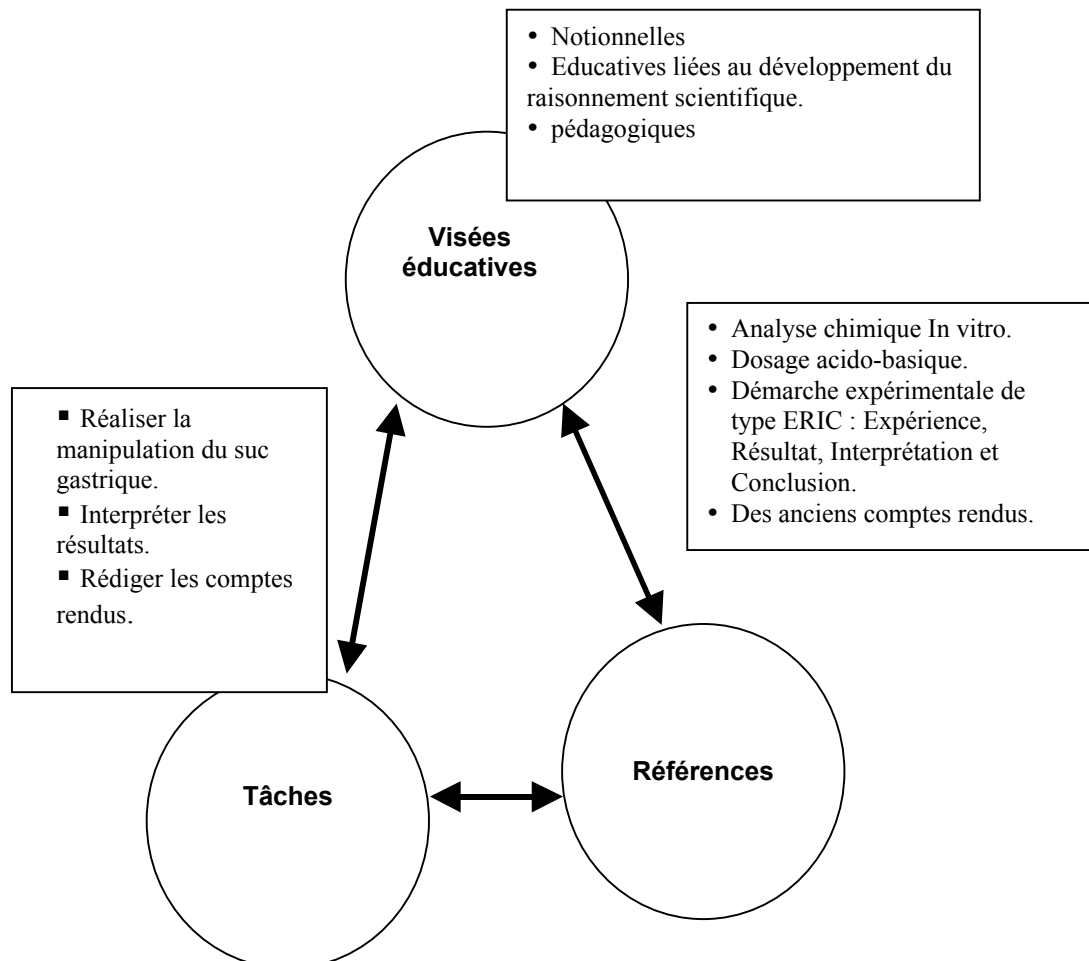 • Notionnelles
• Educatives liées au développement du
raisonnement scientifique.
• pédagogiques
Visées
éducatives
• Analyse chimique In vitro.
• Dosage acido-basique.
• Démarche expérimentale de
type ERIC : Expérience,
Résultat, Interprétation et
Conclusion.
• Des anciens comptes rendus.
▪ Réaliser la
manipulation du suc
gastrique.
▪ Interpréter les
résultats.
▪ Rédiger les comptes
rendus.
Références
Tâches